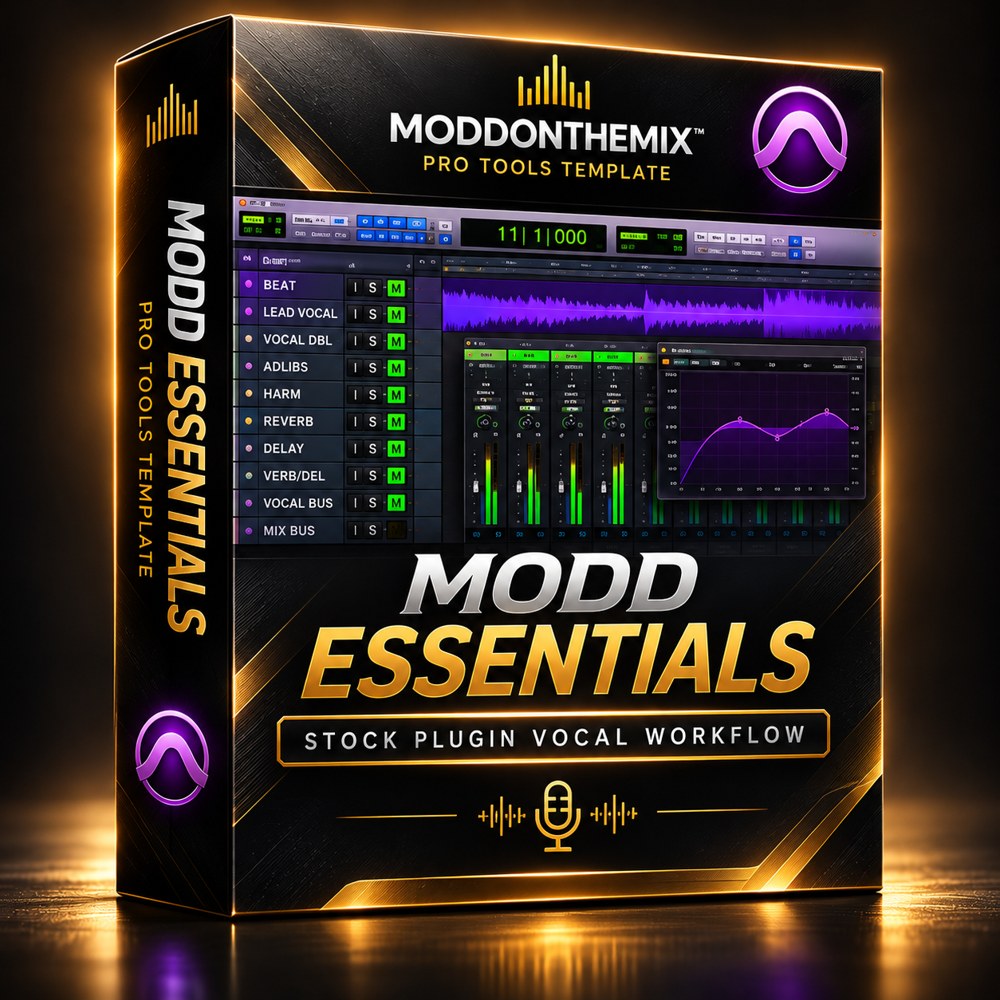 MODDONTHEMIX™
PRO TOOLS TEMPLATE
11| 1| 000
BEAT I S M
LEAD VOCAL I S M
VOCAL DBL I S M
ADLIBS I S M
HARM I S M
REVERB I S M
DELAY I S M
VERB/DEL I S M
VOCAL BUS I S M
MIX BUS I S
MODD
ESSENTIALS
STOCK PLUGIN VOCAL WORKFLOW
MODD ESSENTIALS
PRO TOOLS TEMPLATE